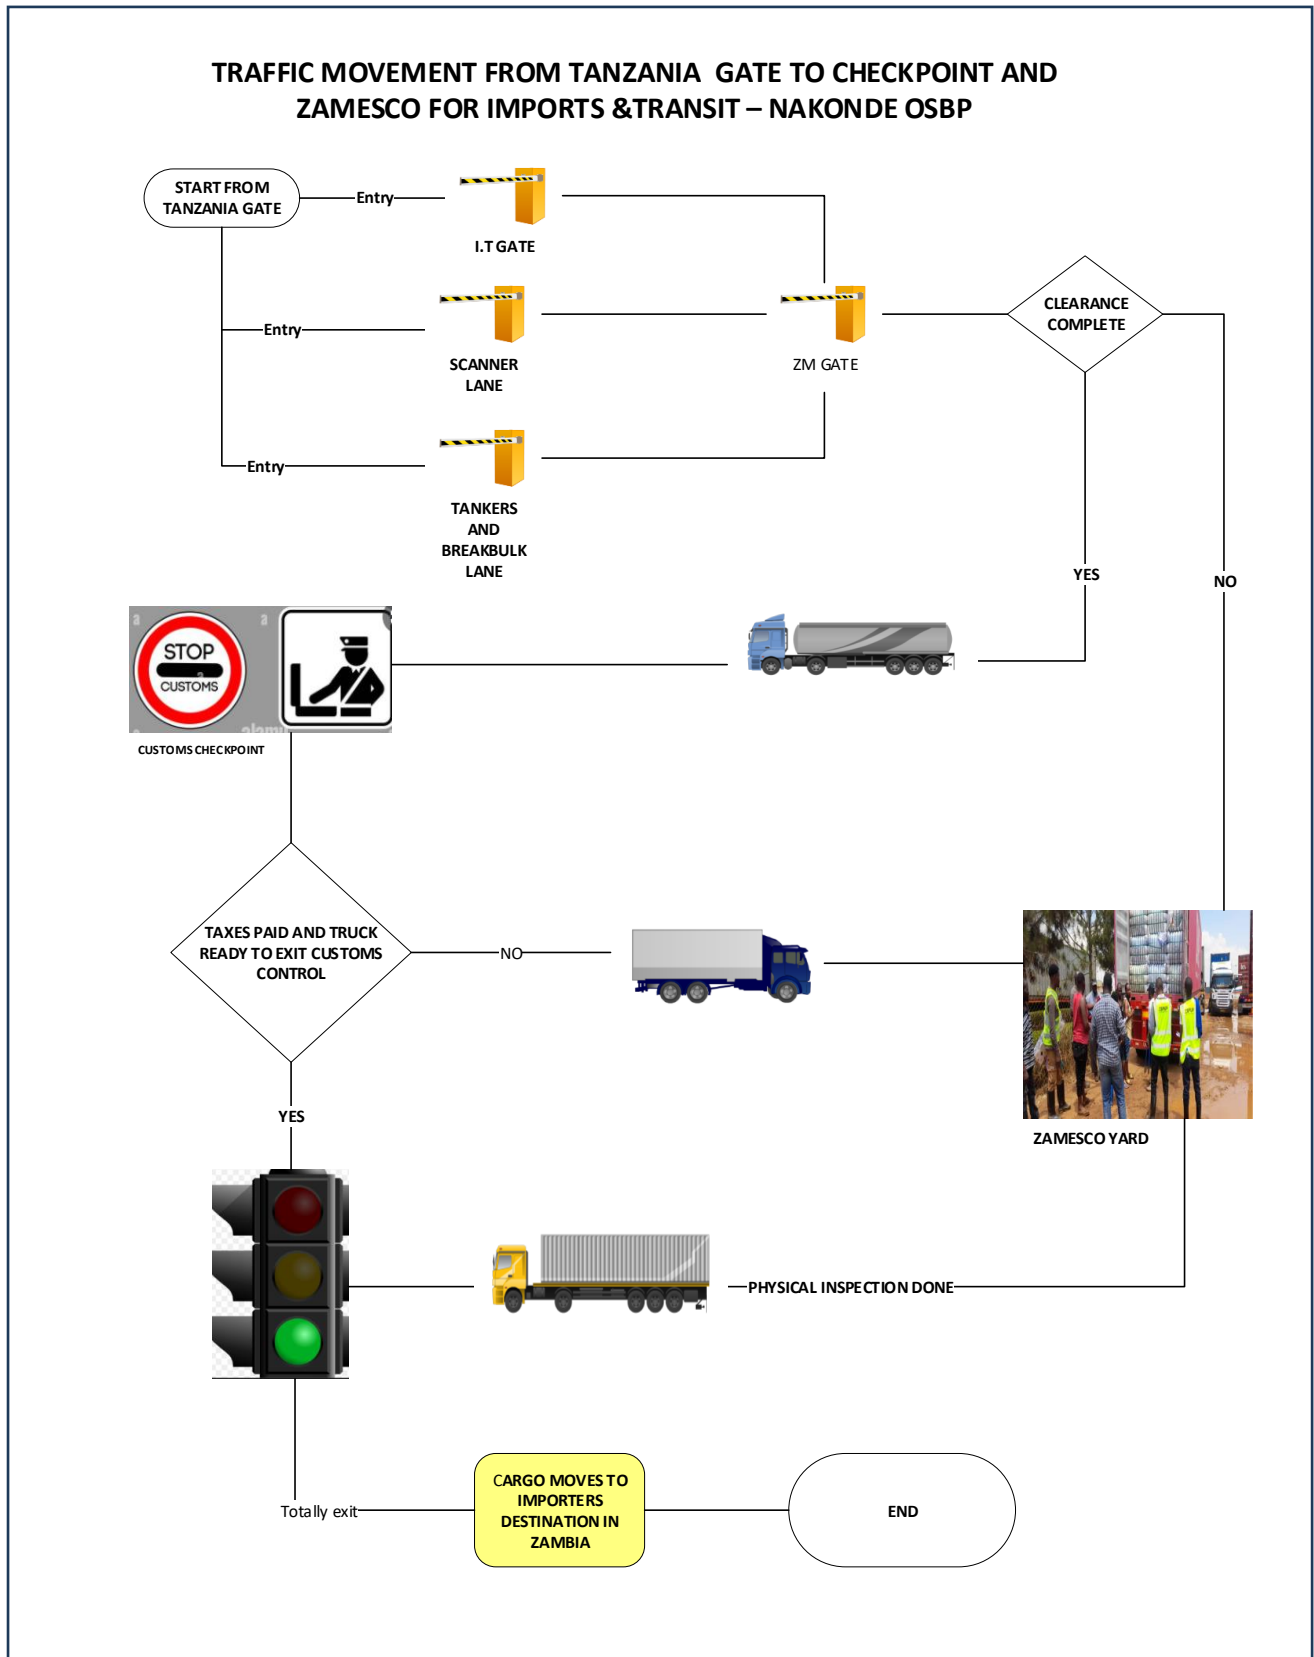 TRAFFIC MOVEMENT FROM TANZANIA GATE TO CHECKPOINT AND
ZAMESCO FOR IMPORTS &TRANSIT – NAKONDE OSBP
START FROM
TANZANIA GATE
Entry
I.T GATE
Entry
SCANNER
LANE
ZM GATE
CLEARANCE
COMPLETE
Entry
TANKERS
AND
BREAKBULK
LANE
YES
NO
STOP
CUSTOMS
CUSTOMS CHECKPOINT
TAXES PAID AND TRUCK
READY TO EXIT CUSTOMS
CONTROL
NO
ZAMESCO YARD
YES
PHYSICAL INSPECTION DONE
Totally exit
CARGO MOVES TO
IMPORTERS
DESTINATION IN
ZAMBIA
END